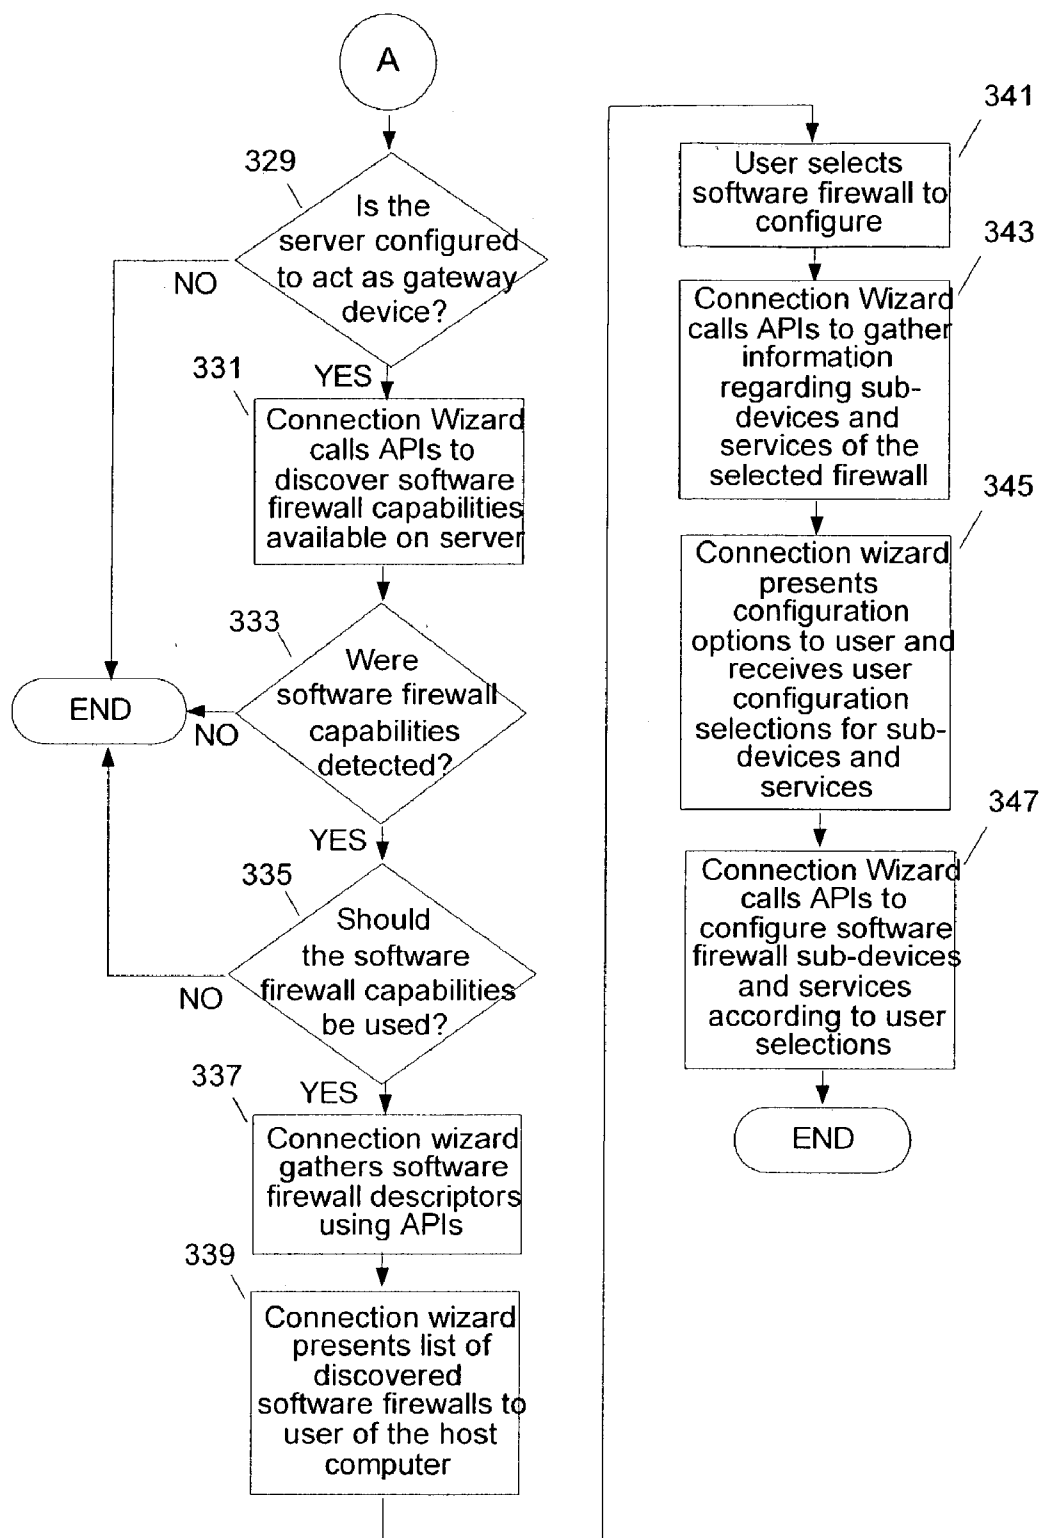 A
329
Is the
server configured
to act as gateway
device?
NO
YES
331
Connection Wizard
calls APIs to
discover software
firewall capabilities
available on server
333
Were
software firewall
capabilities
detected?
END
NO
YES
335
Should
the software
firewall capabilities
be used?
NO
YES
337
Connection wizard
gathers software
firewall descriptors
using APIs
339
Connection wizard
presents list of
discovered
software firewalls to
user of the host
computer
341
User selects
software firewall to
configure
343
Connection Wizard
calls APIs to gather
information
regarding sub-
devices and
services of the
selected firewall
345
Connection wizard
presents
configuration
options to user and
receives user
configuration
selections for sub-
devices and
services
347
Connection Wizard
calls APIs to
configure software
firewall sub-devices
and services
according to user
selections
END